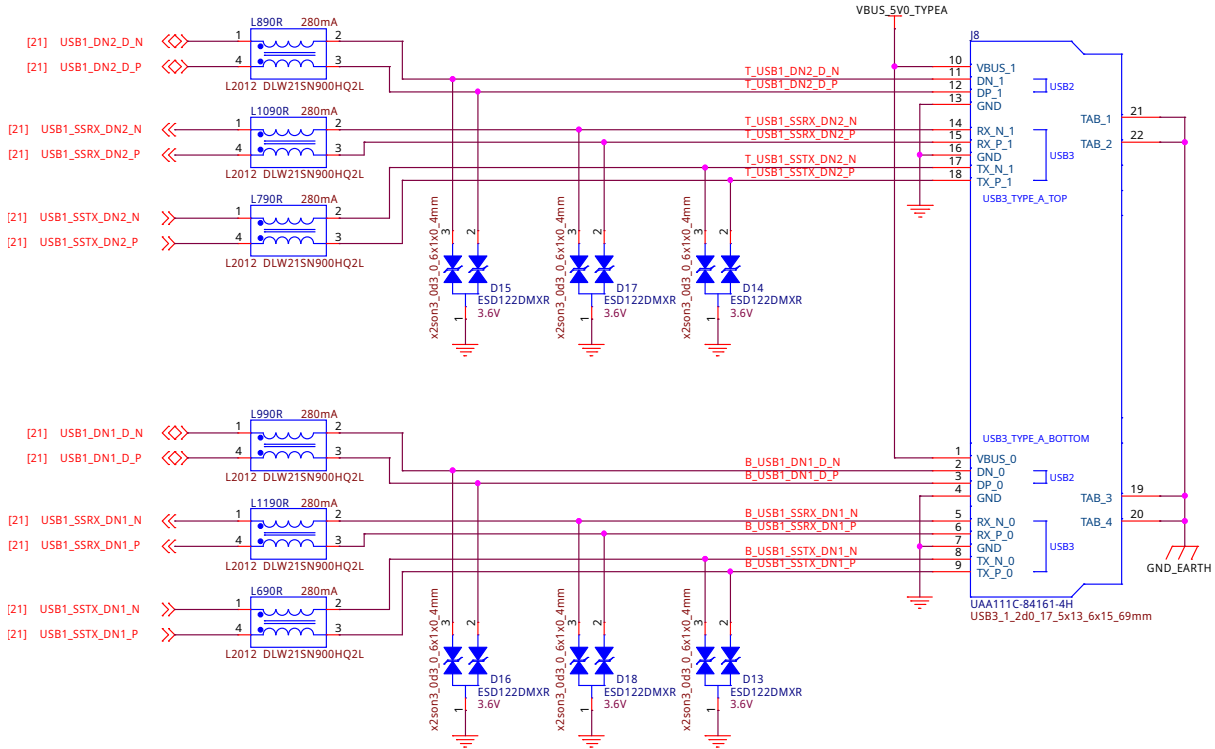 VBUS_5V0_TYPEA
L890R 280mA
[21] USB1_DN2_D_N 1 2
[21] USB1_DN2_D_P 4 3
L2012 DLW21SN900HQ2L
L1090R 280mA
[21] USB1_SSRX_DN2_N 1 2
[21] USB1_SSRX_DN2_P 4 3
L2012 DLW21SN900HQ2L
L790R 280mA
[21] USB1_SSTX_DN2_N 1 2
[21] USB1_SSTX_DN2_P 4 3
L2012 DLW21SN900HQ2L
T_USB1_DN2_D_N
T_USB1_DN2_D_P
T_USB1_SSRX_DN2_N
T_USB1_SSRX_DN2_P
T_USB1_SSTX_DN2_N
T_USB1_SSTX_DN2_P
J8
10 VBUS_1
11 DN_1
12 DP_1
USB2
13 GND
14 RX_N_1
15 RX_P_1
16 GND
USB3
17 TX_N_1
18 TX_P_1
USB3_TYPE_A_TOP
TAB_1 21
TAB_2 22
x2son3_0d3_0_6x1x0_4mm
3 2
D15
ESD122DMXR
3.6V
1
x2son3_0d3_0_6x1x0_4mm
3 2
D17
ESD122DMXR
3.6V
1
x2son3_0d3_0_6x1x0_4mm
3 2
D14
ESD122DMXR
3.6V
1
L990R 280mA
[21] USB1_DN1_D_N 1 2
[21] USB1_DN1_D_P 4 3
L2012 DLW21SN900HQ2L
L1190R 280mA
[21] USB1_SSRX_DN1_N 1 2
[21] USB1_SSRX_DN1_P 4 3
L2012 DLW21SN900HQ2L
L690R 280mA
[21] USB1_SSTX_DN1_N 1 2
[21] USB1_SSTX_DN1_P 4 3
L2012 DLW21SN900HQ2L
B_USB1_DN1_D_N
B_USB1_DN1_D_P
B_USB1_SSRX_DN1_N
B_USB1_SSRX_DN1_P
B_USB1_SSTX_DN1_N
B_USB1_SSTX_DN1_P
USB3_TYPE_A_BOTTOM
1 VBUS_0
2 DN_0
3 DP_0
USB2
4 GND
5 RX_N_0
6 RX_P_0
7 GND
USB3
8 TX_N_0
9 TX_P_0
TAB_3 19
TAB_4 20
GND_EARTH
UAA111C-84161-4H
USB3_1_2d0_17_5x13_6x15_69mm
x2son3_0d3_0_6x1x0_4mm
3 2
D16
ESD122DMXR
3.6V
1
x2son3_0d3_0_6x1x0_4mm
3 2
D18
ESD122DMXR
3.6V
1
x2son3_0d3_0_6x1x0_4mm
3 2
D13
ESD122DMXR
3.6V
1